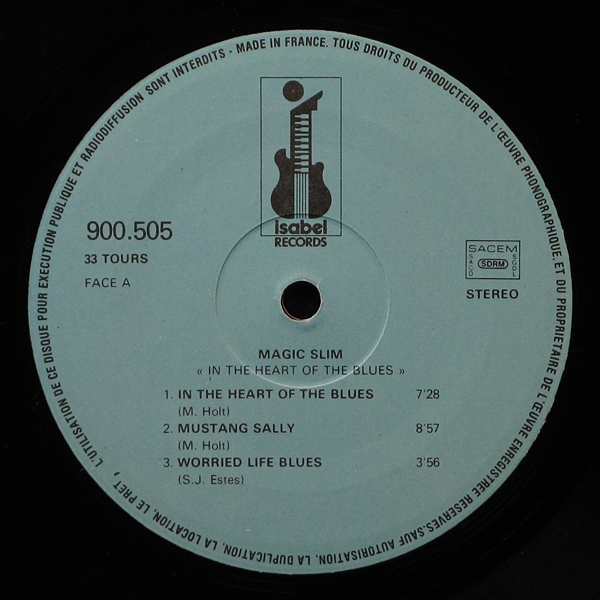 MADE IN FRANCE. TOUS DROITS DU PRODUCTEUR DE L'ŒUVRE PHONOGRAPHIQUE ET DU PROPRIETAIRE DE L'ŒUVRE ENREGISTREE RESERVES. SAUF AUTORISATION. LA DUPLICATION. LA LOCATION, LE PRET, L'UTILISATION DE CE DISQUE POUR EXECUTION PUBLIQUE ET RADIODIFFUSION SONT INTERDITS -
Isabel
RECORDS
900.505
33 TOURS
FACE A
SACEM
SACD
SDRM
SGDL
STEREO
MAGIC SLIM
« IN THE HEART OF THE BLUES »
1. IN THE HEART OF THE BLUES 7'28
(M. Holt)
2. MUSTANG SALLY 8'57
(M. Holt)
3. WORRIED LIFE BLUES 3'56
(S.J. Estes)